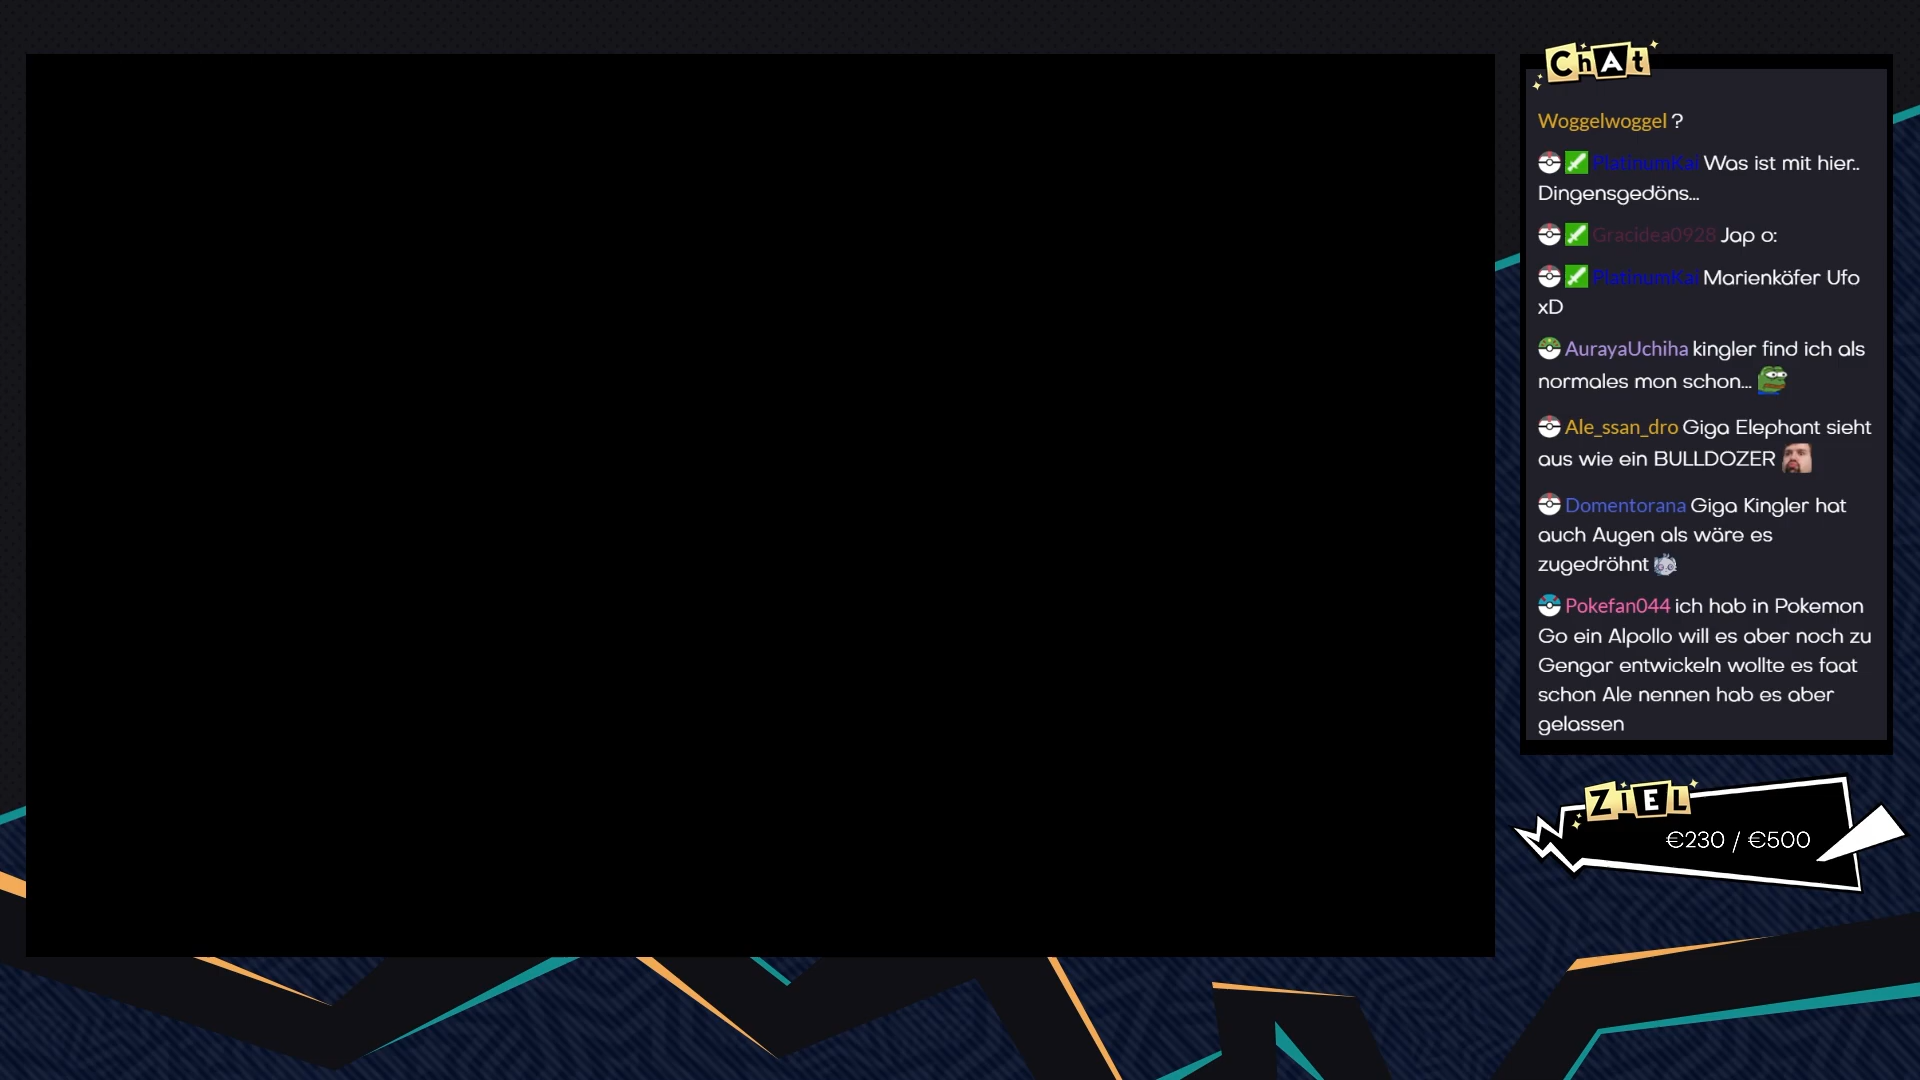 ChAt
Woggelwoggel ?
PlatinumKai Was ist mit hier..
Dingensgedöns...
Gracidea0928 Jap o:
PlatinumKai Marienkäfer Ufo
xD
AurayaUchiha kingler find ich als
normales mon schon...
Ale_ssan_dro Giga Elephant sieht
aus wie ein BULLDOZER
Domentorana Giga Kingler hat
auch Augen als wäre es
zugedröhnt
Pokefan044 ich hab in Pokemon
Go ein Alpollo will es aber noch zu
Gengar entwickeln wollte es faat
schon Ale nennen hab es aber
gelassen
ZIEL
€230 / €500